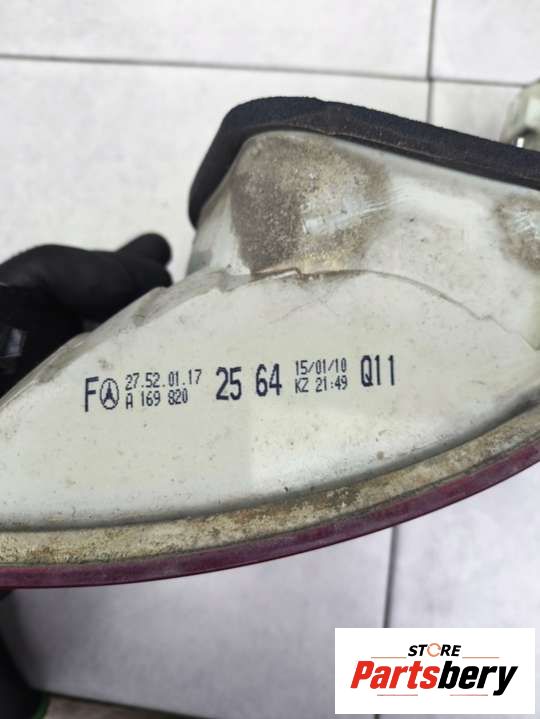 F 27.52.01.17 25 64 15/01/10 Q11
A 169 820 KZ 21:49
STORE
Partsbery